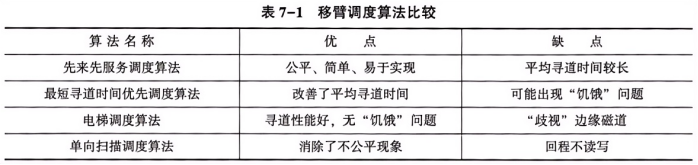 表 7-1 移臂调度算法比较
算法名称 优点 缺点
先来先服务调度算法 公平、简单、易于实现 平均寻道时间较长
最短寻道时间优先调度算法 改善了平均寻道时间 可能出现“饥饿”问题
电梯调度算法 寻道性能好，无“饥饿”问题 “歧视”边缘磁道
单向扫描调度算法 消除了不公平现象 回程不读写